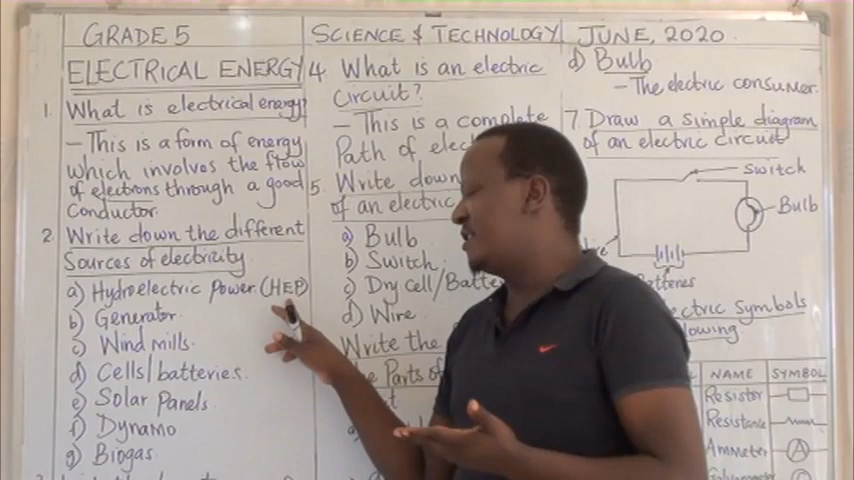 GRADE 5
SCIENCE & TECHNOLOGY
JUNE, 2020.
ELECTRICAL ENERGY
1. What is electrical energy?
- This is a form of energy
which involves the flow
of electrons through a good
Conductor.
2. Write down the different
Sources of electricity
a) Hydroelectric Power (HEP)
b) Generator
c) Wind mills.
d) Cells/batteries.
e) Solar Panels.
f) Dynamo
g) Biogas
4 What is an electric
Circuit?
- This is a complete
Path of
5. Write down
of an electric
a) Bulb
b) Switch
c) Dry cell/
d) Wire
Write the
the Parts of
d) Bulb
- The electric consumer.
7. Draw a simple diagram
of an electric circuit
Switch
Bulb
Batteries
Symbols
NAME SYMBOL
Resistor
Resistance
Ammeter A